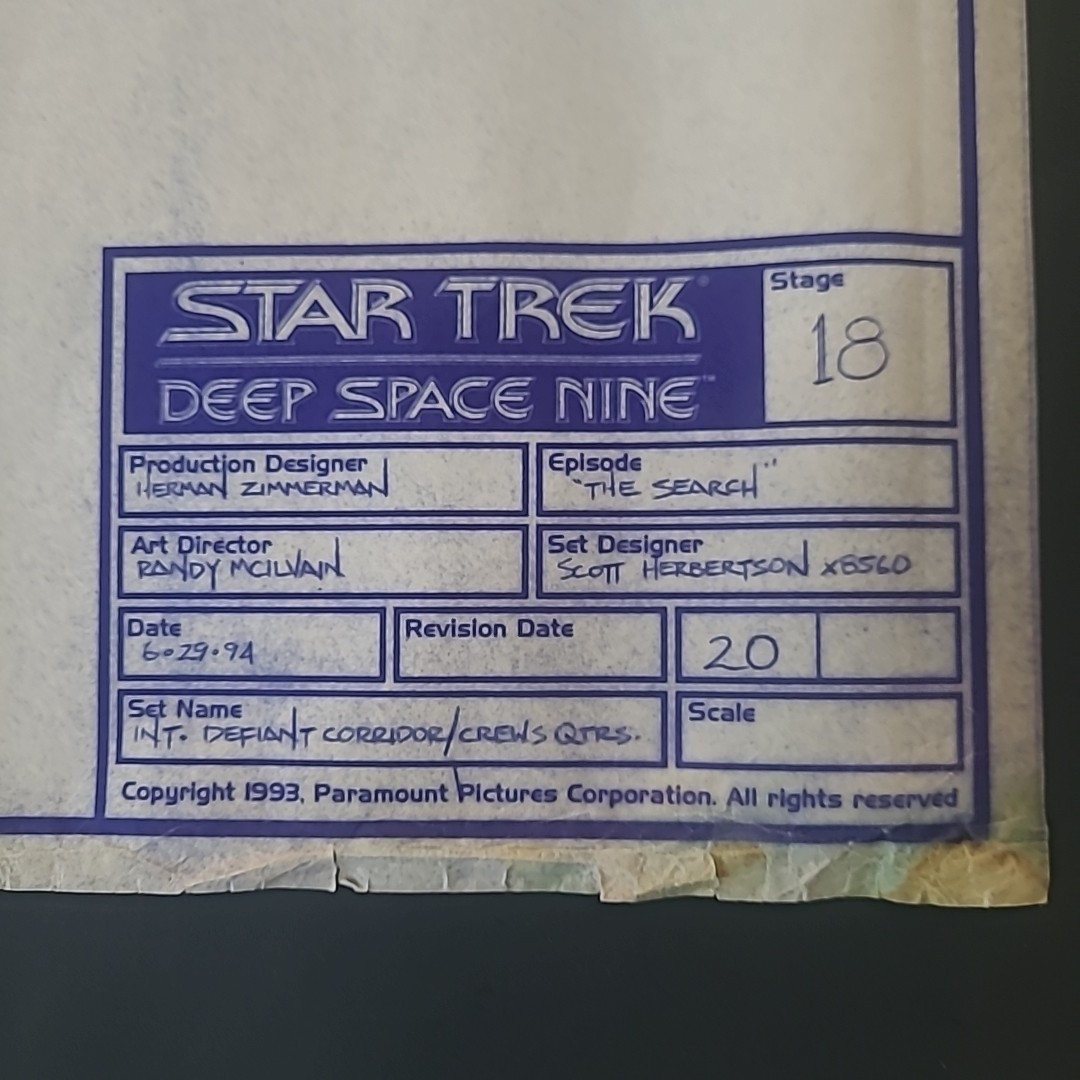 STAR TREK®
DEEP SPACE NINE™
Stage
18
Production Designer
HERMAN ZIMMERMAN
Episode
"THE SEARCH"
Art Director
RANDY MCILVAIN
Set Designer
SCOTT HERBERTSON x8560
Date
6•29•94
Revision Date
20
Set Name
INT. DEFIANT CORRIDOR/CREWS QTRS.
Scale
Copyright 1993, Paramount Pictures Corporation. All rights reserved